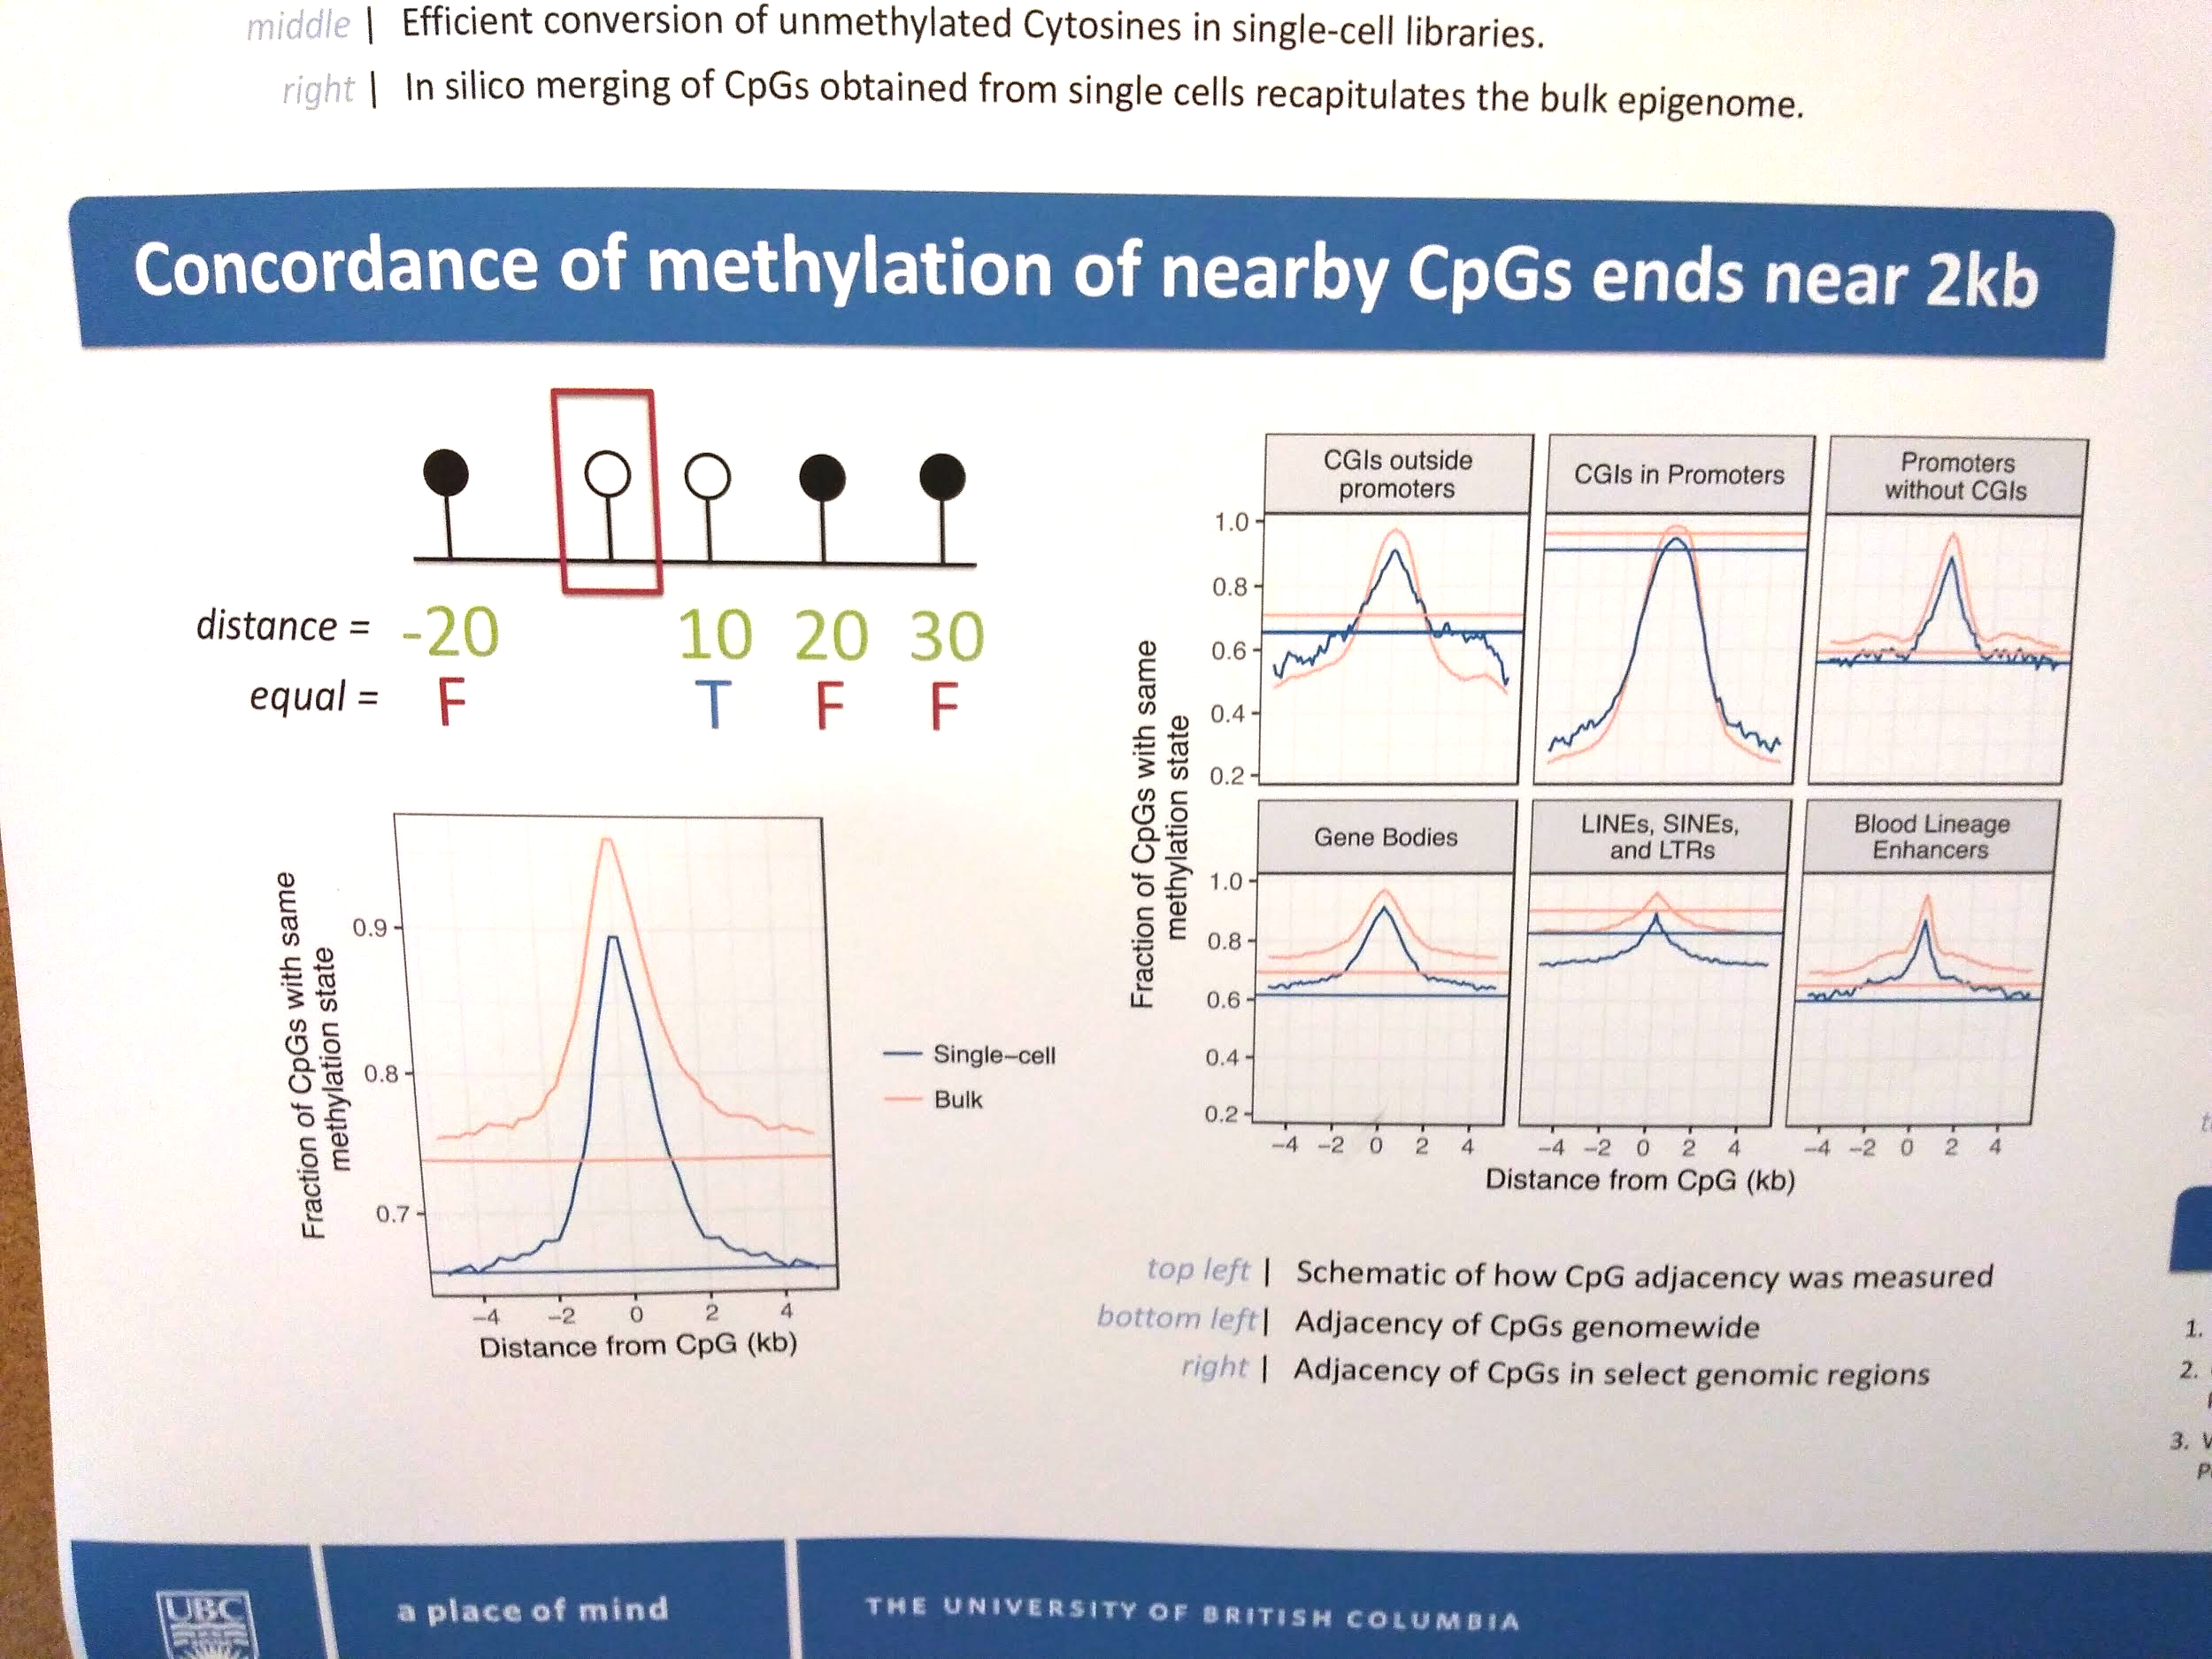 middle | Efficient conversion of unmethylated Cytosines in single-cell libraries.
right | In silico merging of CpGs obtained from single cells recapitulates the bulk epigenome.
Concordance of methylation of nearby CpGs ends near 2kb
distance = -20 10 20 30
equal = F T F F
Fraction of CpGs with same
methylation state
0.9
0.8
0.7
-4 -2 0 2 4
Distance from CpG (kb)
Single-cell
Bulk
Fraction of CpGs with same
methylation state
CGIs outside
promoters
CGIs in Promoters
Promoters
without CGIs
1.0
0.8
0.6
0.4
0.2
Gene Bodies
LINEs, SINEs,
and LTRs
Blood Lineage
Enhancers
1.0
0.8
0.6
0.4
0.2
-4 -2 0 2 4
-4 -2 0 2 4
-4 -2 0 2 4
Distance from CpG (kb)
top left | Schematic of how CpG adjacency was measured
bottom left | Adjacency of CpGs genomewide
right | Adjacency of CpGs in select genomic regions
1.
2.
3.
UBC
a place of mind
THE UNIVERSITY OF BRITISH COLUMBIA